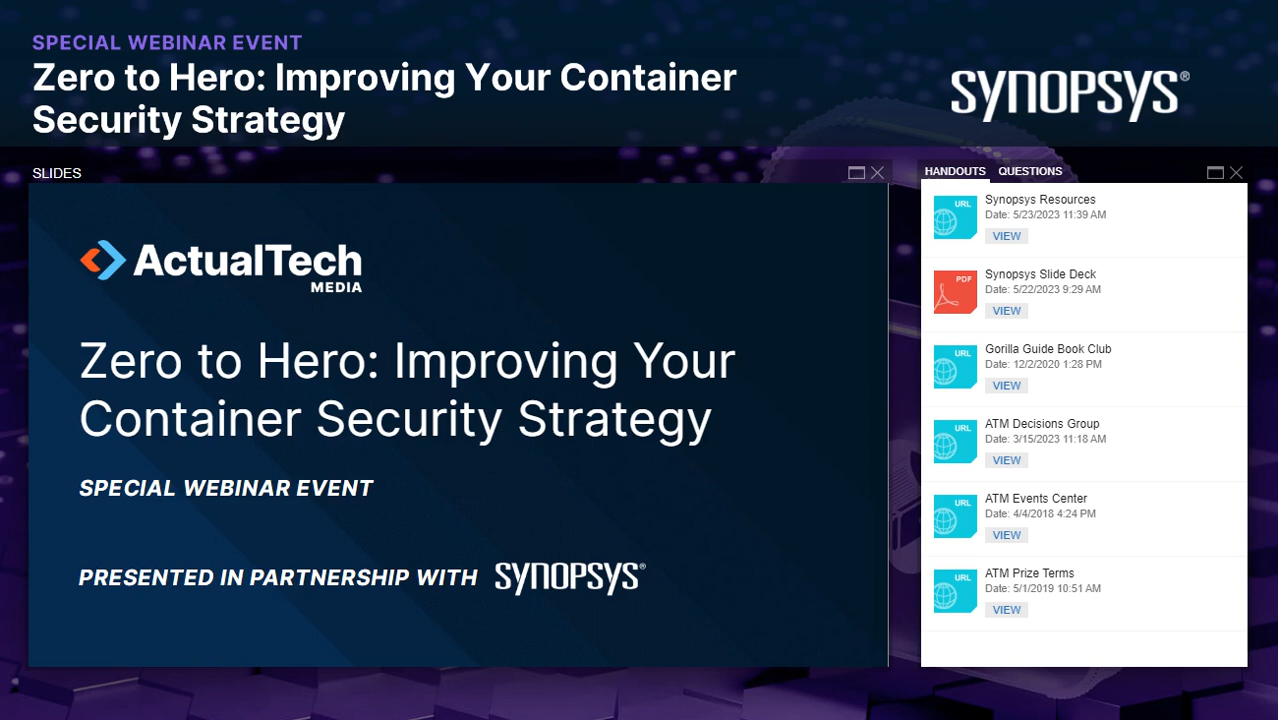 SPECIAL WEBINAR EVENT
Zero to Hero: Improving Your Container
Security Strategy
SYNOPSYS®
SLIDES
ActualTech
MEDIA
Zero to Hero: Improving Your
Container Security Strategy
SPECIAL WEBINAR EVENT
PRESENTED IN PARTNERSHIP WITH SYNOPSYS®
HANDOUTS QUESTIONS
URL
Synopsys Resources
Date: 5/23/2023 11:39 AM
VIEW
PDF
Synopsys Slide Deck
Date: 5/22/2023 9:29 AM
VIEW
URL
Gorilla Guide Book Club
Date: 12/2/2020 1:28 PM
VIEW
URL
ATM Decisions Group
Date: 3/15/2023 11:18 AM
VIEW
URL
ATM Events Center
Date: 4/4/2018 4:24 PM
VIEW
URL
ATM Prize Terms
Date: 5/1/2019 10:51 AM
VIEW